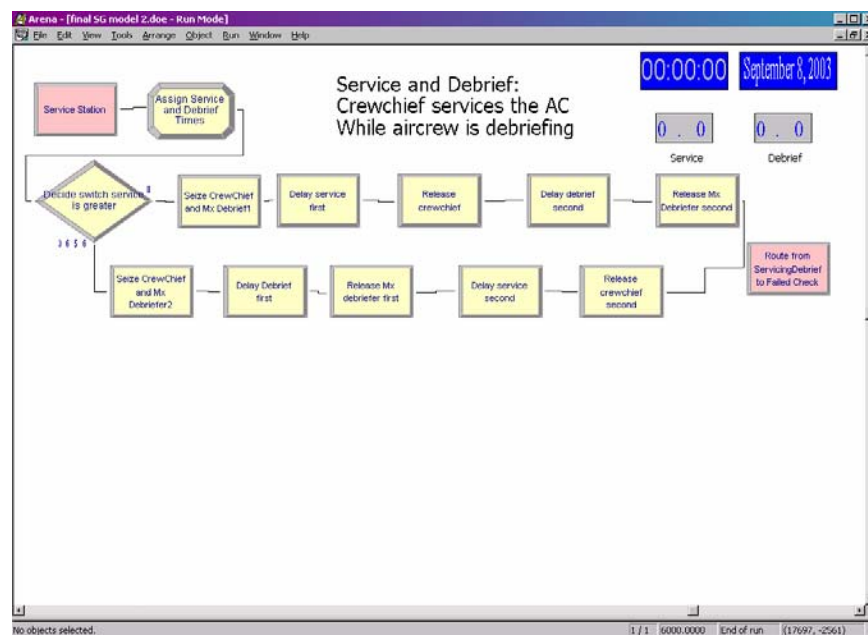 Arena - [final SG model 2.doe - Run Mode]
File Edit View Tools Arrange Object Run Window Help
Service and Debrief:
Crewchief services the AC
While aircrew is debriefing
00:00:00
September 8, 2003
0 . 0
0 . 0
Service
Debrief
Service Station
Assign Service
and Debrief
Times
Decide switch service
is greater
Seize CrewChief
and Mx Debrief1
Delay service
first
Release
crewchief
Delay debrief
second
Release Mx
Debriefer second
Seize CrewChief
and Mx
Debriefer2
Delay Debrief
first
Release Mx
debriefer first
Delay service
second
Release
crewchief
second
Route from
ServicingDebrief
to Failed Check
No objects selected.
1 / 1
6000.0000
End of run
(17697, -2561)